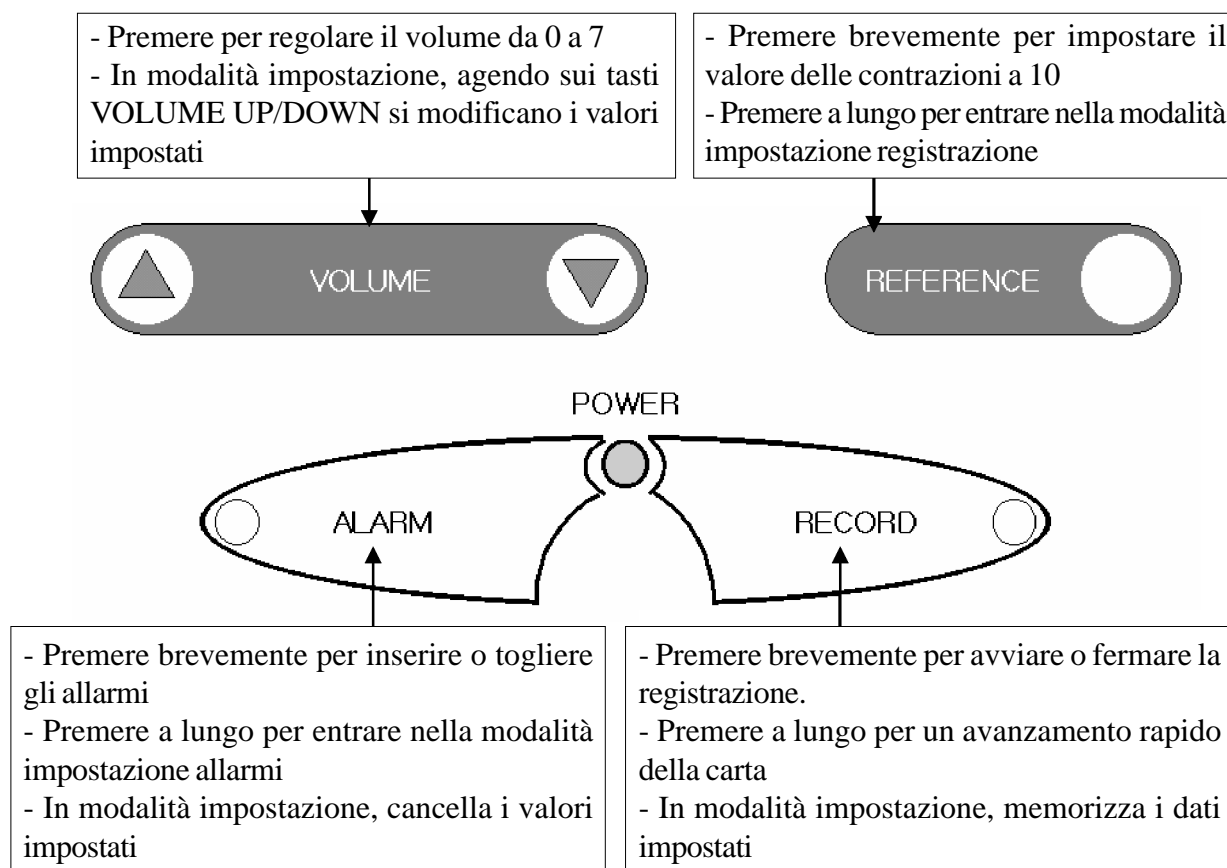 - Premere per regolare il volume da 0 a 7
- In modalità impostazione, agendo sui tasti
VOLUME UP/DOWN si modificano i valori
impostati
- Premere brevemente per impostare il
valore delle contrazioni a 10
- Premere a lungo per entrare nella modalità
impostazione registrazione
VOLUME
REFERENCE
POWER
ALARM
RECORD
- Premere brevemente per inserire o togliere
gli allarmi
- Premere a lungo per entrare nella modalità
impostazione allarmi
- In modalità impostazione, cancella i valori
impostati
- Premere brevemente per avviare o fermare la
registrazione.
- Premere a lungo per un avanzamento rapido
della carta
- In modalità impostazione, memorizza i dati
impostati